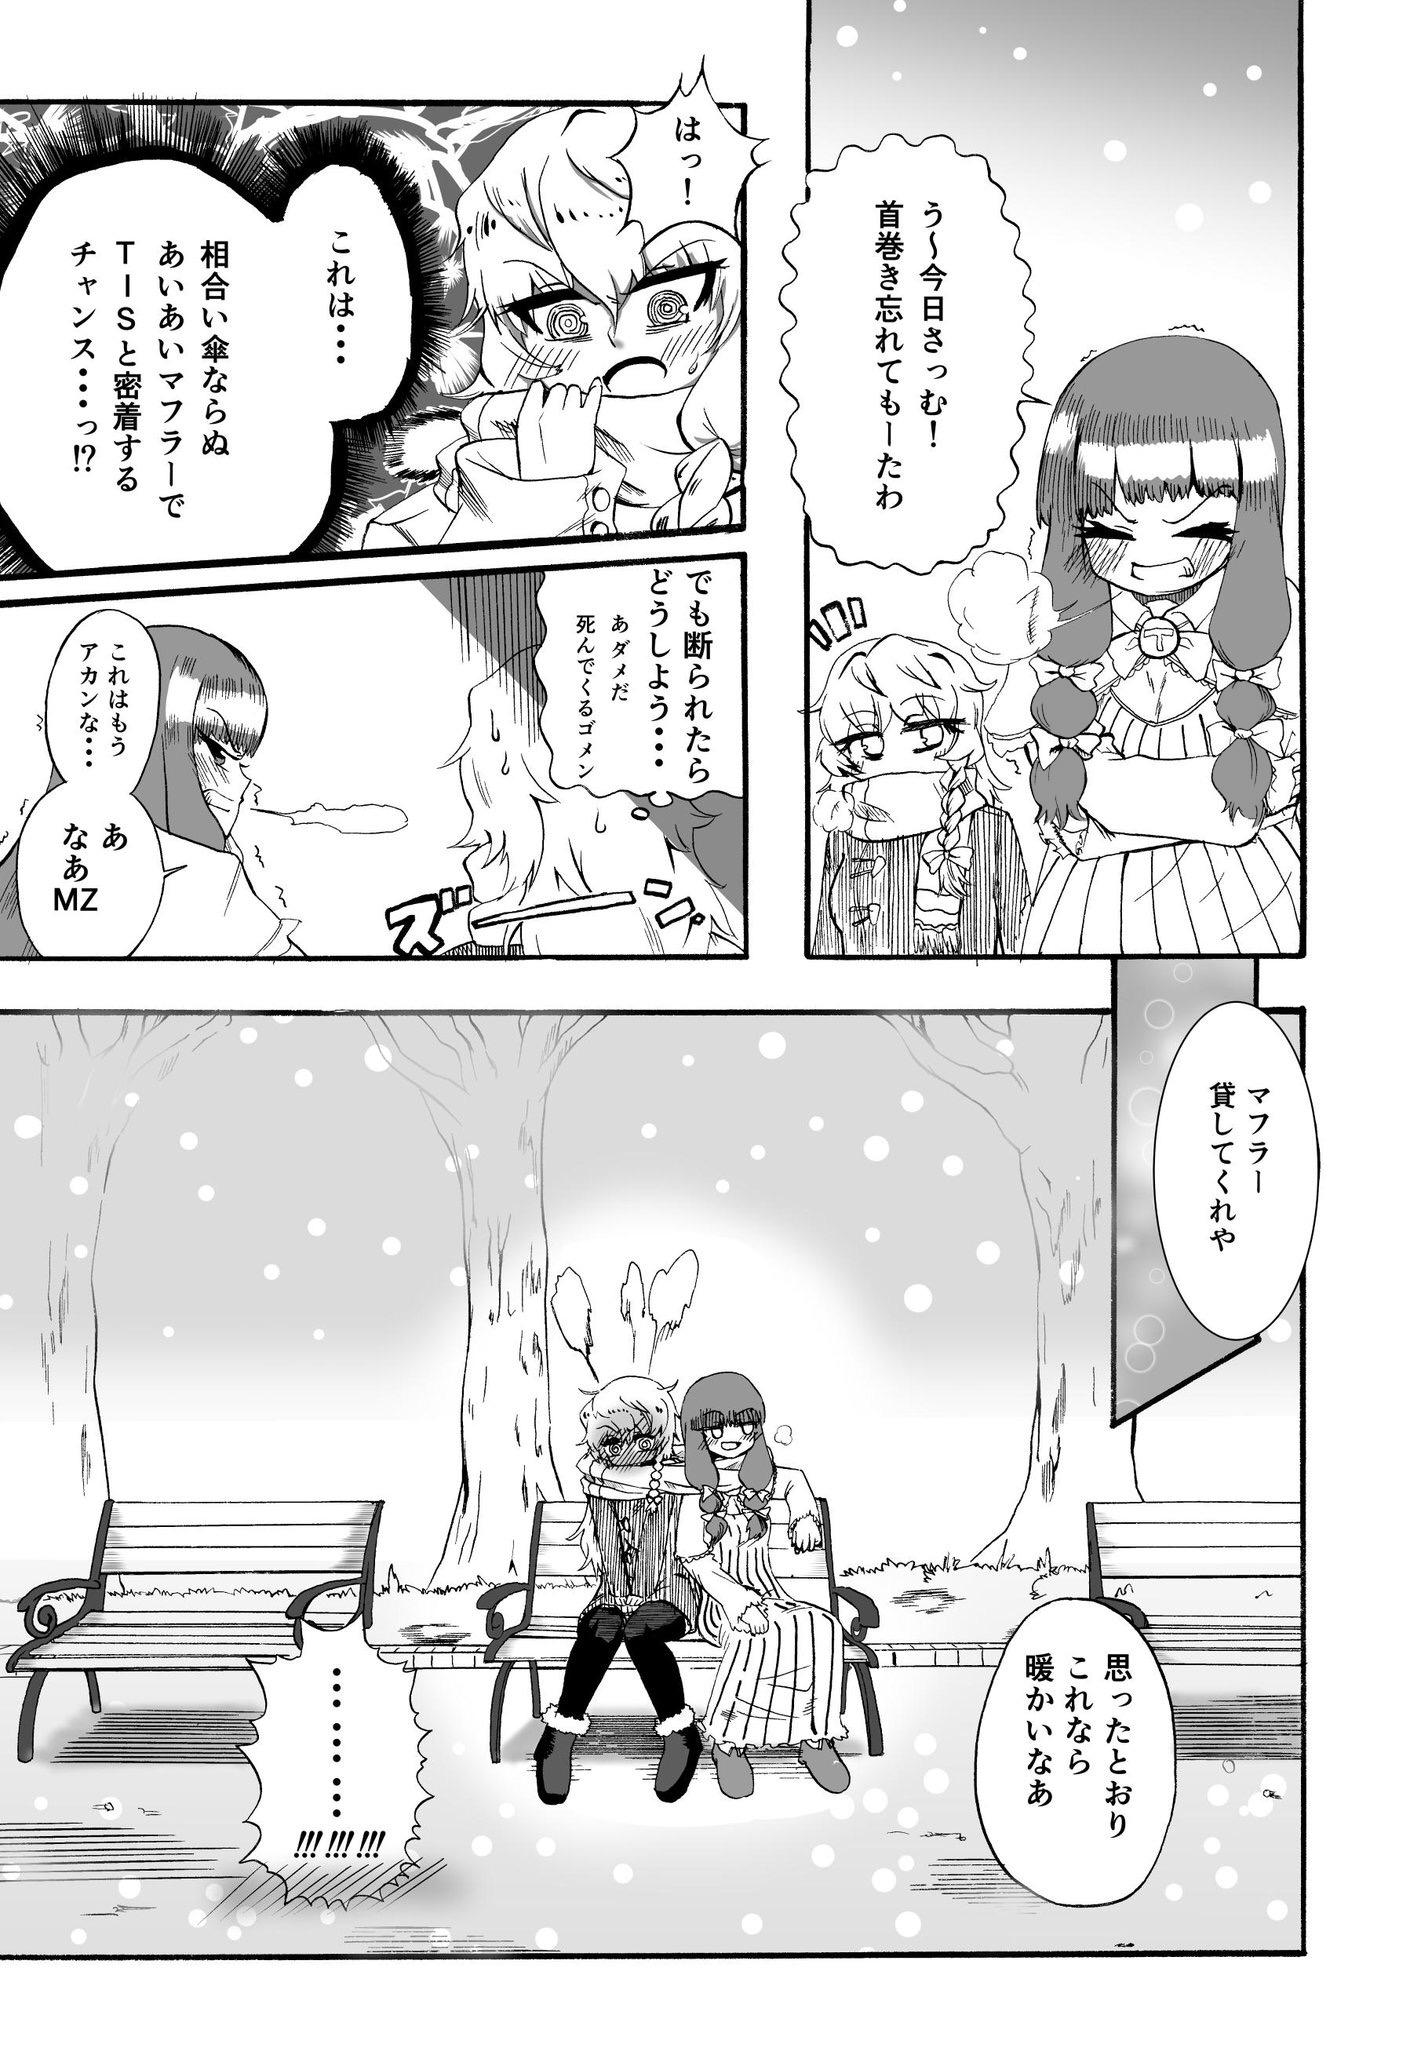 う〜今日さっむ！
首巻き忘れてもーたわ
はっ！
これは・・・
相合い傘ならぬ
あいあいマフラーで
TISと密着する
チャンス・・・っ!?
でも断られたら
どうしよう・・・
あダメだ
死んでくるゴメン
ズーン
これはもう
アカンな・・・
あ
なあ
MZ
マフラー
貸してくれや
思ったとおり
これなら
暖かいなあ
・・・・・・・!!!!!!!!!
T